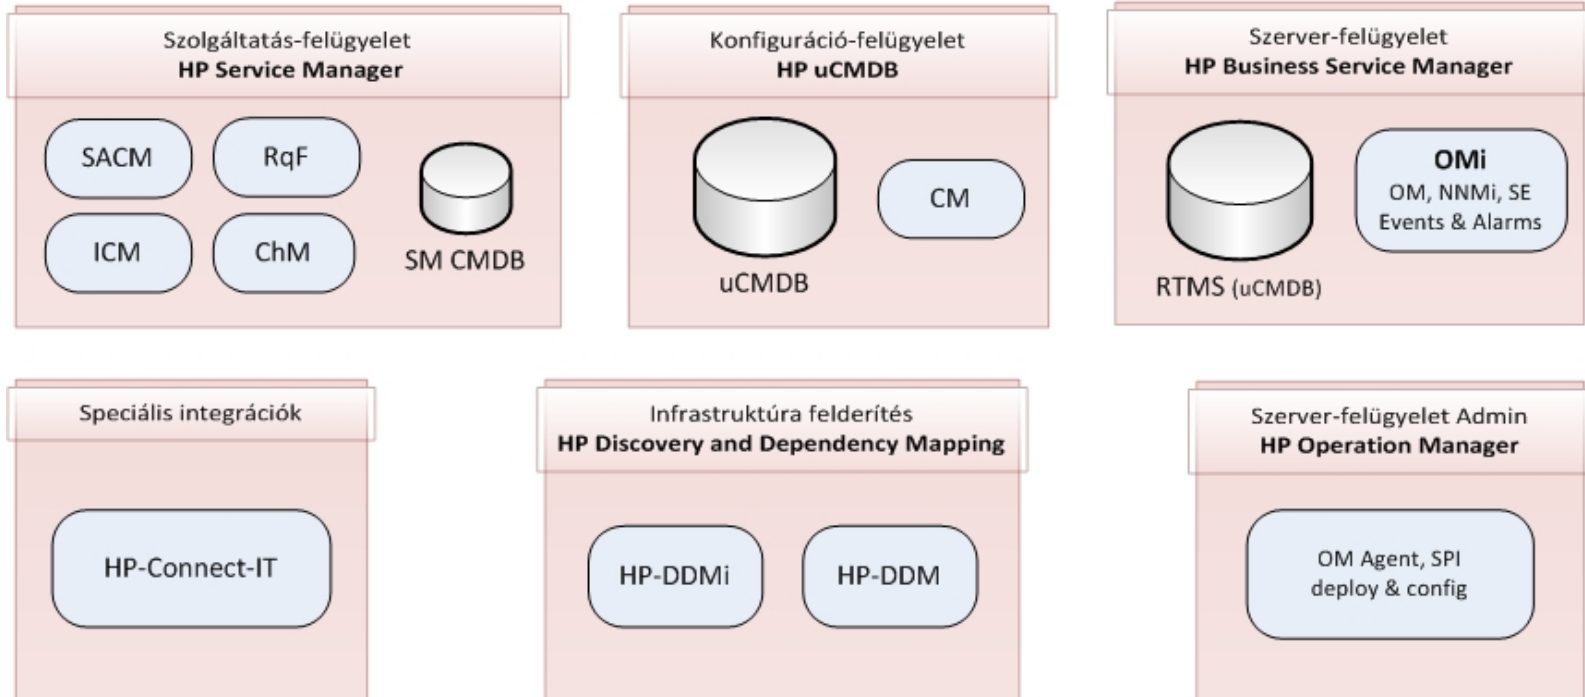 Szolgáltatás-felügyelet
HP Service Manager
SACM
RqF
ICM
ChM
SM CMDB
Konfiguráció-felügyelet
HP uCMDB
uCMDB
CM
Szerver-felügyelet
HP Business Service Manager
RTMS (uCMDB)
OMi
OM, NNMi, SE
Events & Alarms
Speciális integrációk
HP-Connect-IT
Infrastruktúra felderítés
HP Discovery and Dependency Mapping
HP-DDMi
HP-DDM
Szerver-felügyelet Admin
HP Operation Manager
OM Agent, SPI
deploy & config